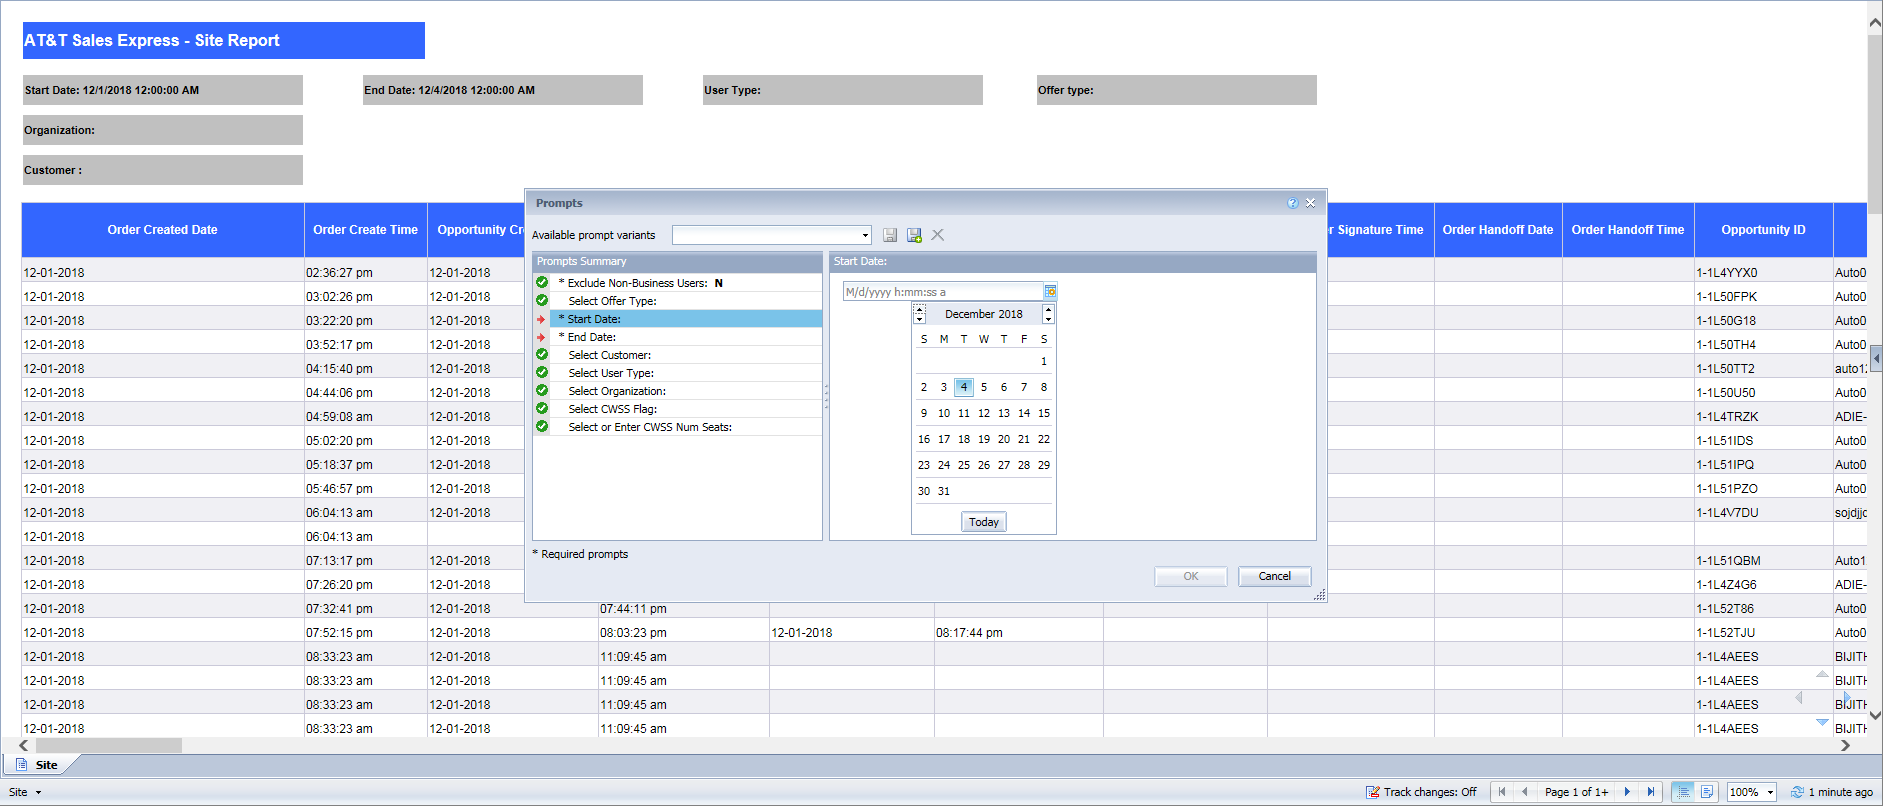 AT&T Sales Express - Site Report
Start Date: 12/1/2018 12:00:00 AM End Date: 12/4/2018 12:00:00 AM User Type: Offer type:
Organization:
Customer :
Order Created Date Order Create Time Opportunity Cr Signature Time Order Handoff Date Order Handoff Time Opportunity ID
12-01-2018 02:36:27 pm 12-01-2018 1-1L4YYX0 Auto0
12-01-2018 03:02:26 pm 12-01-2018 1-1L50FPK Auto0
12-01-2018 03:22:20 pm 12-01-2018 1-1L50G18 Auto0
12-01-2018 03:52:17 pm 12-01-2018 1-1L50TH4 Auto0
12-01-2018 04:15:40 pm 12-01-2018 1-1L50TT2 auto1
12-01-2018 04:44:06 pm 12-01-2018 1-1L50U50 Auto0
12-01-2018 04:59:08 am 12-01-2018 1-1L4TRZK ADIE-
12-01-2018 05:02:20 pm 12-01-2018 1-1L51IDS Auto0
12-01-2018 05:18:37 pm 12-01-2018 1-1L51IPQ Auto0
12-01-2018 05:46:57 pm 12-01-2018 1-1L51PZO Auto0
12-01-2018 06:04:13 am 12-01-2018 1-1L4V7DU sojdjjc
12-01-2018 06:04:13 am
12-01-2018 07:13:17 pm 12-01-2018 1-1L51QBM Auto1
12-01-2018 07:26:20 pm 12-01-2018 1-1L4Z4G6 ADIE-
12-01-2018 07:32:41 pm 12-01-2018 07:44:11 pm 1-1L52T86 Auto0
12-01-2018 07:52:15 pm 12-01-2018 08:03:23 pm 12-01-2018 08:17:44 pm 1-1L52TJU Auto0
12-01-2018 08:33:23 am 12-01-2018 11:09:45 am 1-1L4AEES BIJITH
12-01-2018 08:33:23 am 12-01-2018 11:09:45 am 1-1L4AEES BIJITH
12-01-2018 08:33:23 am 12-01-2018 11:09:45 am 1-1L4AEES BIJITH
12-01-2018 08:33:23 am 12-01-2018 11:09:45 am 1-1L4AEES BIJITH
Prompts
Available prompt variants
Prompts Summary
* Exclude Non-Business Users: N
Select Offer Type:
* Start Date:
* End Date:
Select Customer:
Select User Type:
Select Organization:
Select CWSS Flag:
Select or Enter CWSS Num Seats:
Start Date:
M/d/yyyy h:mm:ss a
December 2018
S M T W T F S
1
2 3 4 5 6 7 8
9 10 11 12 13 14 15
16 17 18 19 20 21 22
23 24 25 26 27 28 29
30 31
Today
* Required prompts
OK Cancel
Site
Site Track changes: Off Page 1 of 1+ 100% 1 minute ago